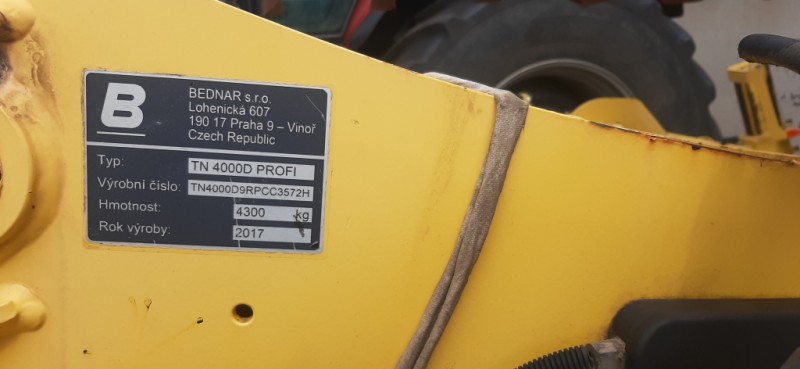 B
BEDNAR s.r.o.
Lohenická 607
190 17 Praha 9 – Vinoř
Czech Republic
Typ: TN 4000D PROFI
Výrobní číslo: TN4000D9RPCC3572H
Hmotnost: 4300 kg
Rok výroby: 2017